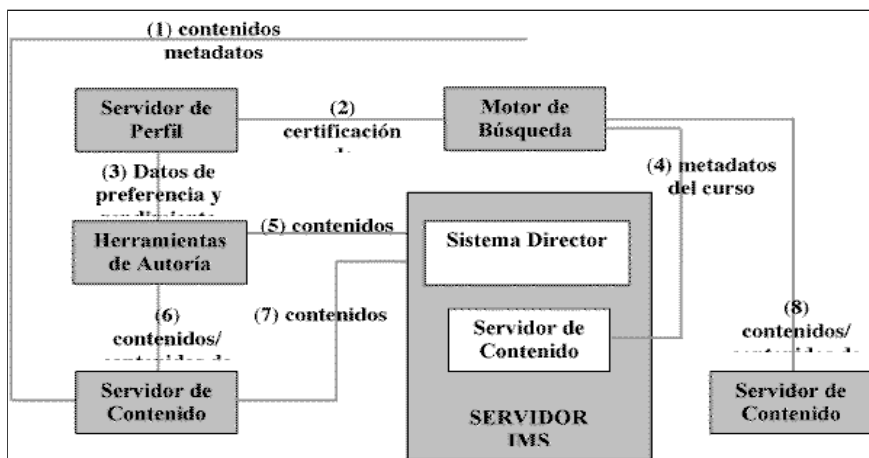 (1) contenidos
metadatos
Servidor de
Perfil
(2)
certificación
Motor de
Búsqueda
(3) Datos de
preferencia y
(4) metadatos
del curso
Herramientas
de Autoría
(5) contenidos
Sistema Director
(6)
contenidos/
(7) contenidos
Servidor de
Contenido
(8)
contenidos/
Servidor de
Contenido
SERVIDOR
IMS
Servidor de
Contenido